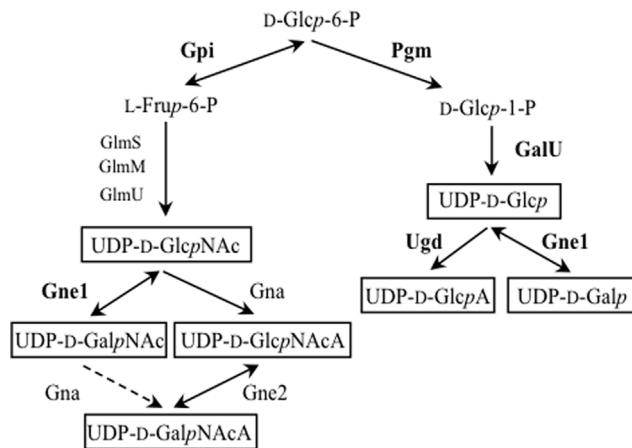 D-Glcp-6-P
Gpi
Pgm
L-Frup-6-P
D-Glcp-1-P
GlmS
GlmM
GlmU
GalU
UDP-D-Glcp
UDP-D-GlcpNAc
Ugd
Gne1
Gne1
Gna
UDP-D-GlcpA
UDP-D-Galp
UDP-D-GalpNAc
UDP-D-GlcpNAcA
Gna
Gne2
UDP-D-GalpNAcA